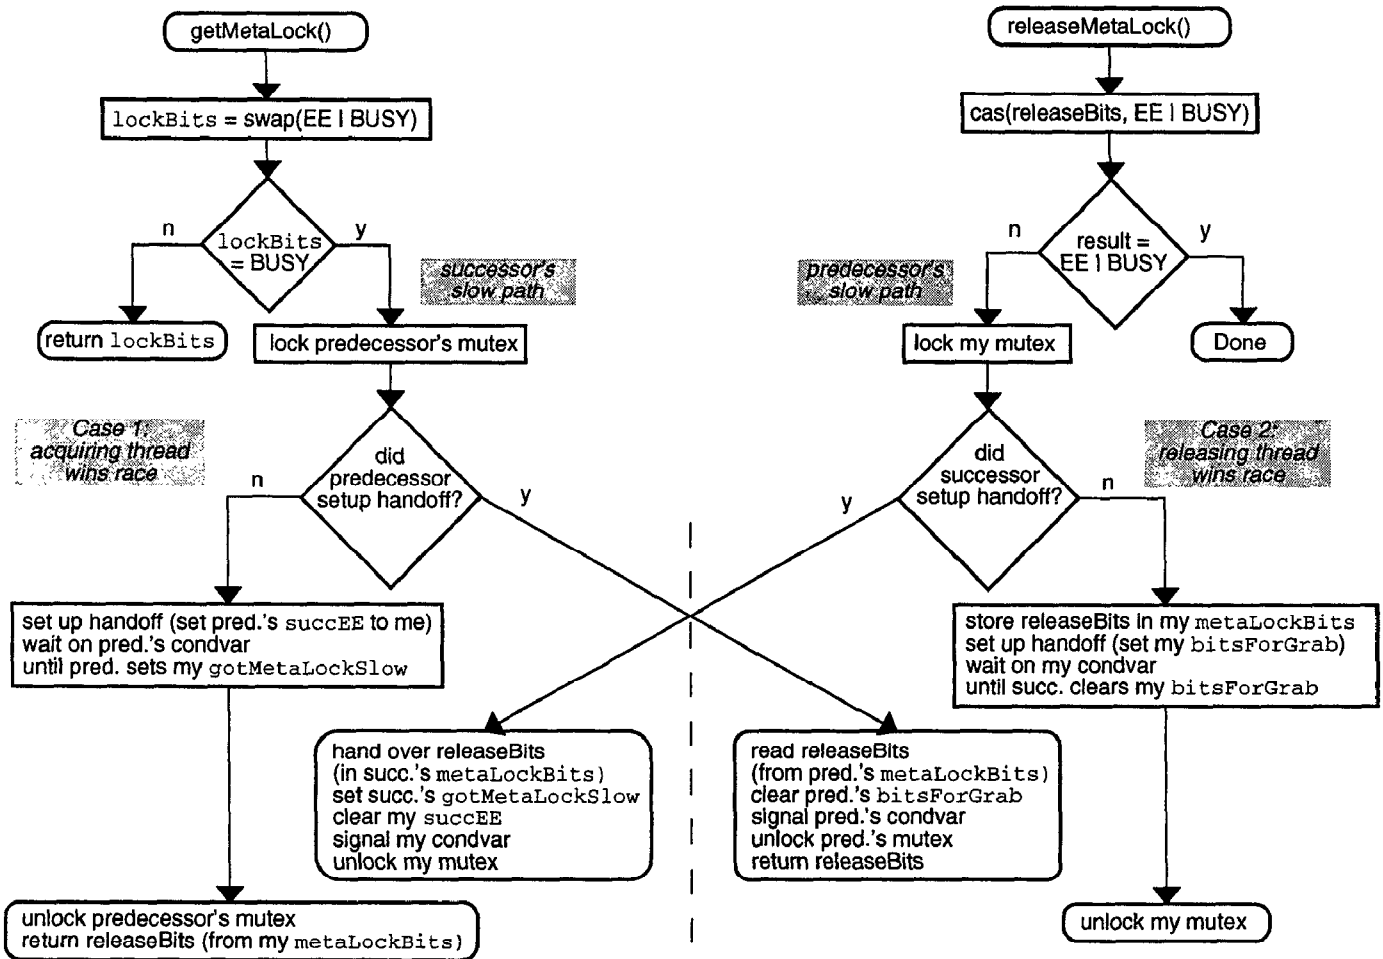 getMetaLock()
lockBits = swap(EE | BUSY)
n
lockBits
= BUSY
y
successor's
slow path
return lockBits
lock predecessor's mutex
Case 1:
acquiring thread
wins race
n
did
predecessor
setup handoff?
y
set up handoff (set pred.'s succEE to me)
wait on pred.'s condvar
until pred. sets my gotMetaLockSlow
hand over releaseBits
(in succ.'s metaLockBits)
set succ.'s gotMetaLockSlow
clear my succEE
signal my condvar
unlock my mutex
unlock predecessor's mutex
return releaseBits (from my metaLockBits)
releaseMetaLock()
cas(releaseBits, EE | BUSY)
n
result =
EE | BUSY
y
predecessor's
slow path
lock my mutex
Done
Case 2:
releasing thread
wins race
y
did
successor
setup handoff?
n
store releaseBits in my metaLockBits
set up handoff (set my bitsForGrab)
wait on my condvar
until succ. clears my bitsForGrab
read releaseBits
(from pred.'s metaLockBits)
clear pred.'s bitsForGrab
signal pred.'s condvar
unlock pred.'s mutex
return releaseBits
unlock my mutex